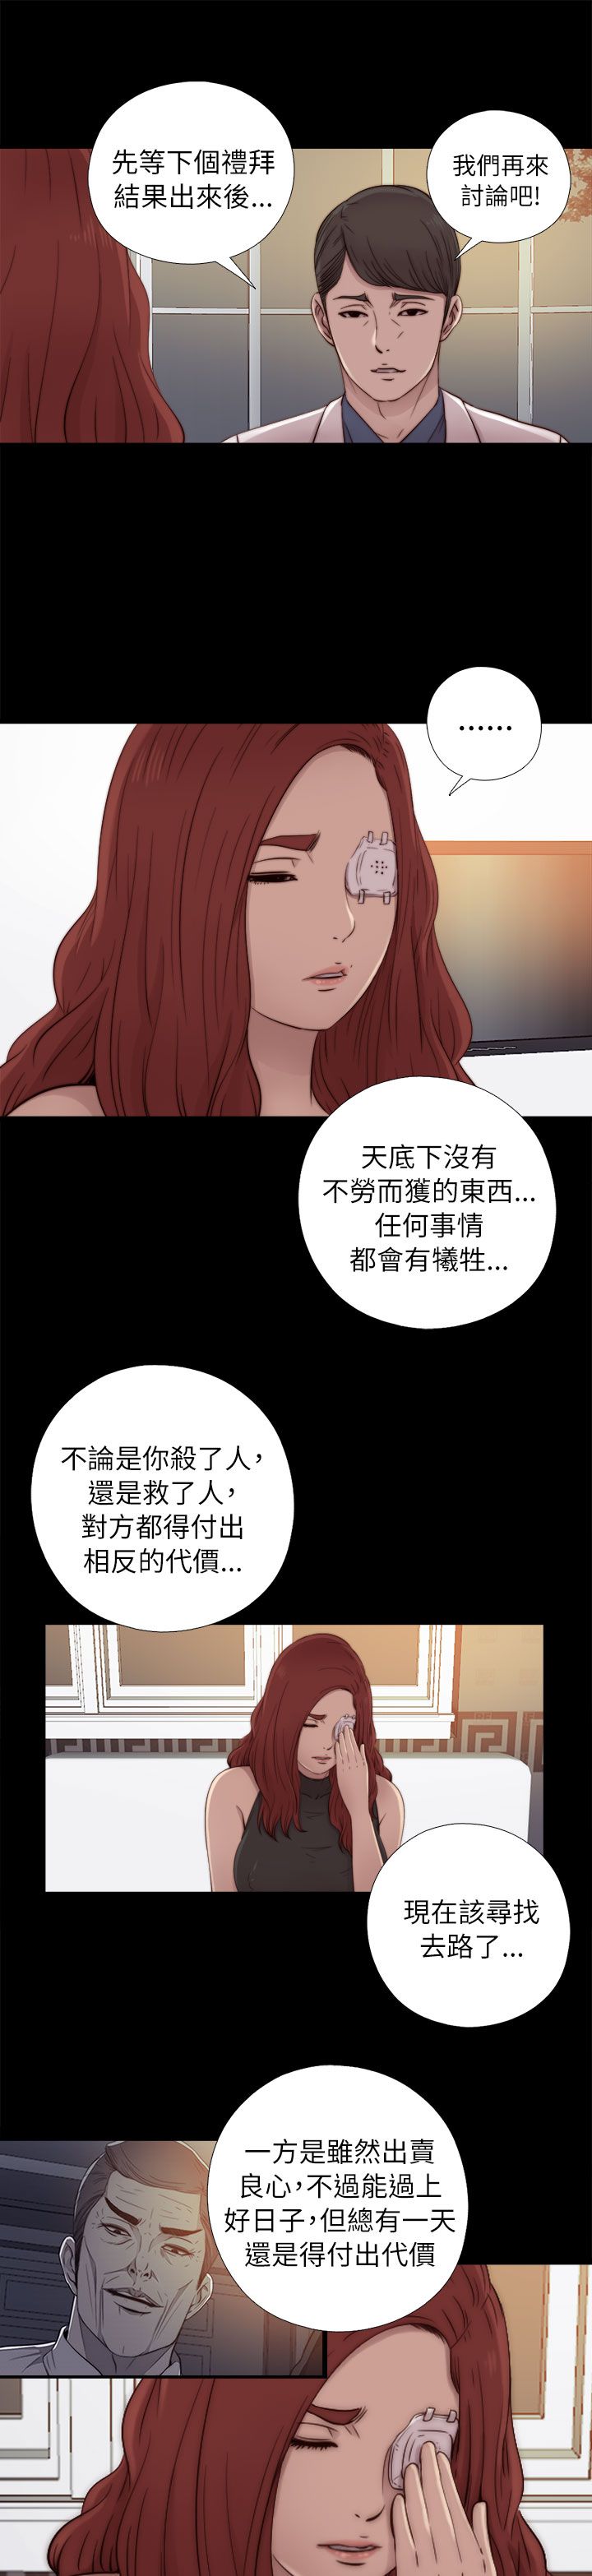 先等下個禮拜
結果出來後...
我們再來
討論吧!
······
天底下沒有
不勞而獲的東西...
任何事情
都會有犧牲...
不論是你殺了人,
還是救了人,
對方都得付出
相反的代價...
現在該尋找
去路了...
一方是雖然出賣
良心,不過能過上
好日子,但總有一天
還是得付出代價